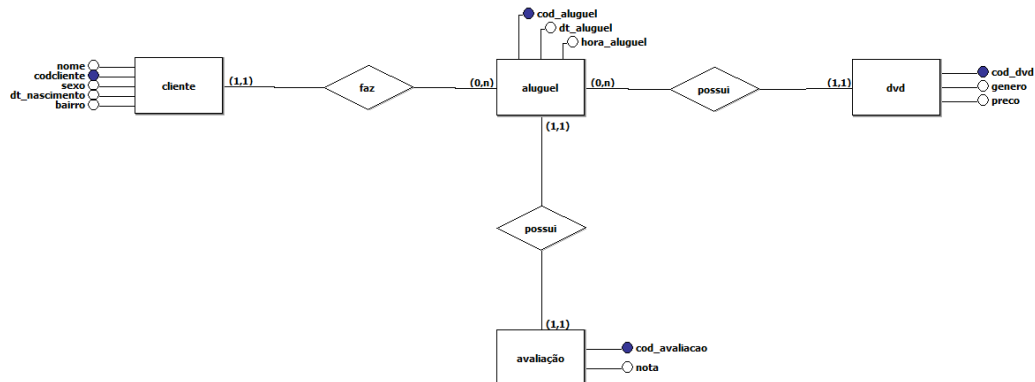 cod_aluguel
dt_aluguel
hora_aluguel
nome
codcliente
sexo
dt_nascimento
bairro
cliente
(1,1)
faz
(0,n)
aluguel
(0,n)
possui
(1,1)
dvd
cod_dvd
genero
preco
(1,1)
possui
(1,1)
avaliação
cod_avaliacao
nota